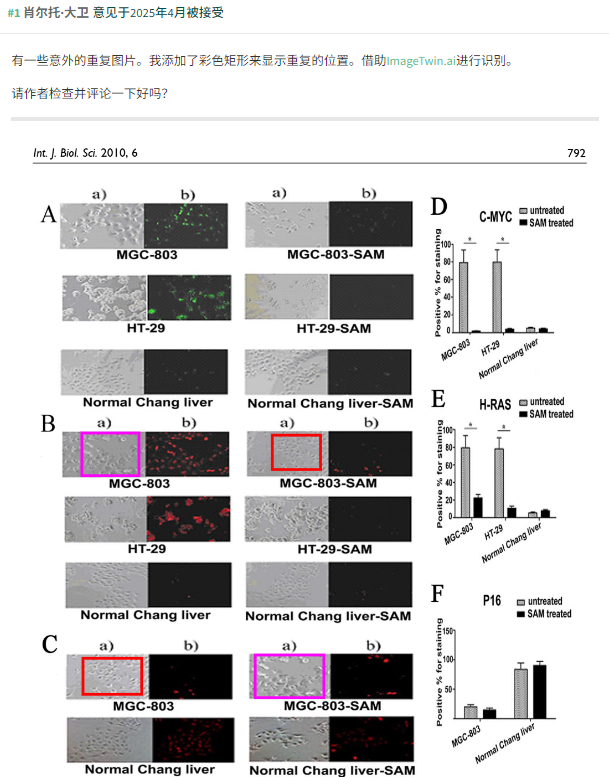 #1 肖尔托·大卫 意见于2025年4月被接受
有一些意外的重复图片。我添加了彩色矩形来显示重复的位置。借助ImageTwin.ai进行识别。
请作者检查并评论一下好吗？
Int. J. Biol. Sci. 2010, 6
792
a) b) a) b)
A
MGC-803 MGC-803-SAM
HT-29 HT-29-SAM
Normal Chang liver Normal Chang liver-SAM
B
a) b) a) b)
MGC-803 MGC-803-SAM
HT-29 HT-29-SAM
Normal Chang liver Normal Chang liver-SAM
C
a) b) a) b)
MGC-803 MGC-803-SAM
Normal Chang liver Normal Chang liver-SAM
D
C-MYC
untreated
SAM treated
Positive % for staining
100
80
60
40
20
0
* *
MGC-803
HT-29
Normal Chang liver
E
H-RAS
untreated
SAM treated
Positive % for staining
100
80
60
40
20
0
* *
MGC-803
HT-29
Normal Chang liver
F
P16
untreated
SAM treated
Positive % for staining
150
100
50
MGC-803
Normal Chang liver